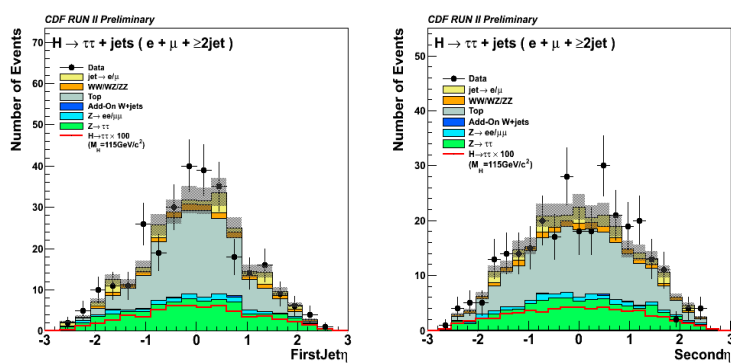 CDF RUN II Preliminary
H → ττ + jets ( e + μ + ≥2jet )
Number of Events
70
60
50
40
30
20
10
0
Data
jet → e/μ
WW/WZ/ZZ
Top
Add-On W+jets
Z → ee/μμ
Z → ττ
H → ττ × 100
(M_H=115GeV/c²)
-3 -2 -1 0 1 2 3
FirstJetη
CDF RUN II Preliminary
H → ττ + jets ( e + μ + ≥2jet )
Number of Events
50
40
30
20
10
0
Data
jet → e/μ
WW/WZ/ZZ
Top
Add-On W+jets
Z → ee/μμ
Z → ττ
H → ττ × 100
(M_H=115GeV/c²)
-3 -2 -1 0 1 2 3
Secondη